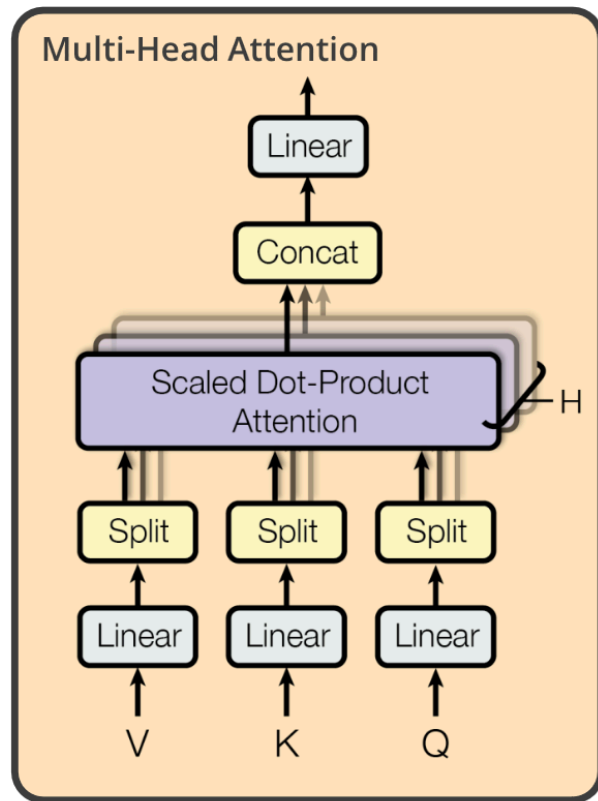 Multi-Head Attention
Linear
Concat
Scaled Dot-Product
Attention
H
Split Split Split
Linear Linear Linear
V K Q